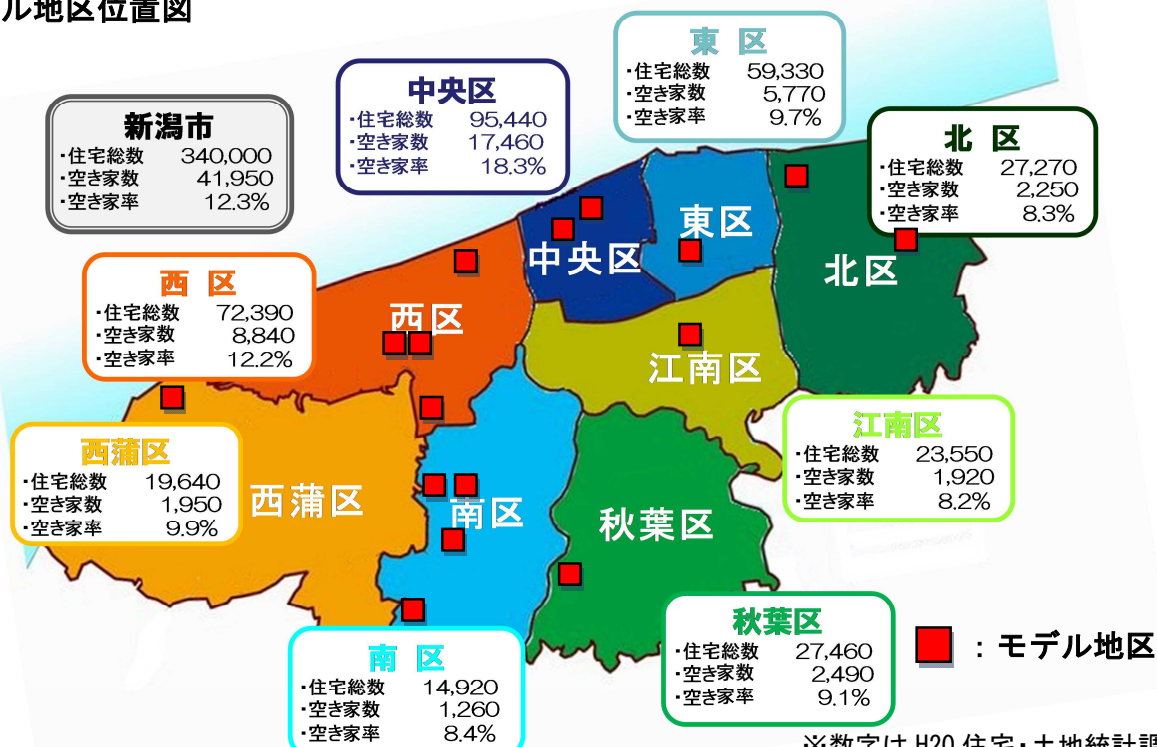 ル地区位置図
東 区
・住宅総数 59,330
・空き家数 5,770
・空き家率 9.7%
中央区
・住宅総数 95,440
・空き家数 17,460
・空き家率 18.3%
新潟市
・住宅総数 340,000
・空き家数 41,950
・空き家率 12.3%
北 区
・住宅総数 27,270
・空き家数 2,250
・空き家率 8.3%
西 区
・住宅総数 72,390
・空き家数 8,840
・空き家率 12.2%
東区
中央区
北区
西区
江南区
西蒲区
・住宅総数 19,640
・空き家数 1,950
・空き家率 9.9%
江南区
・住宅総数 23,550
・空き家数 1,920
・空き家率 8.2%
西蒲区
南区
秋葉区
南 区
・住宅総数 14,920
・空き家数 1,260
・空き家率 8.4%
秋葉区
・住宅総数 27,460
・空き家数 2,490
・空き家率 9.1%
：モデル地区
※数字は H20 住宅・土地統計調